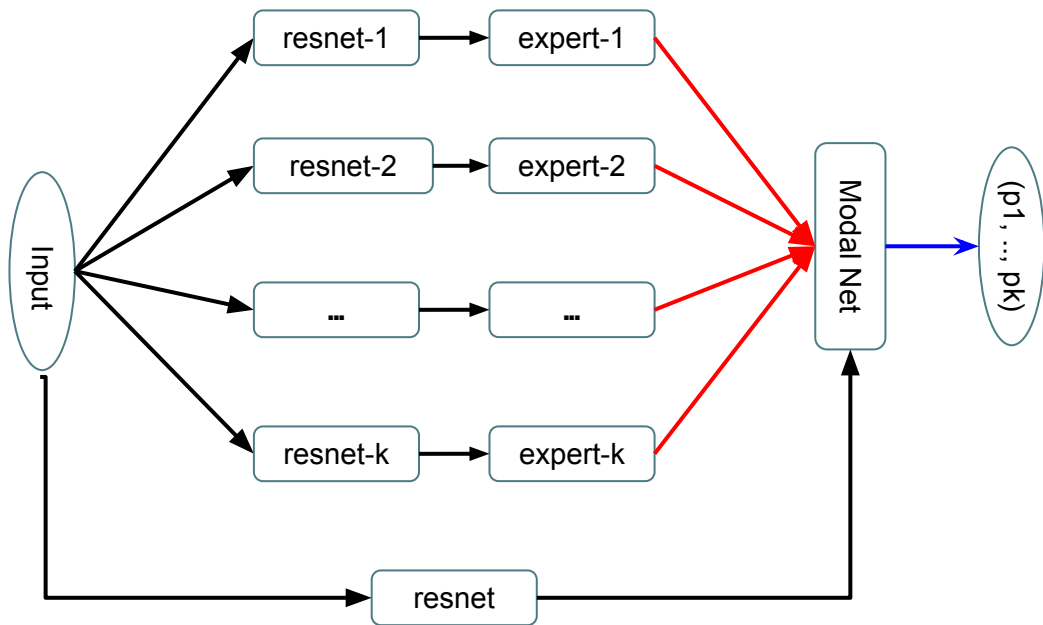 resnet-1
expert-1
resnet-2
expert-2
Input
Modal Net
(p1, .., pk)
...
...
resnet-k
expert-k
resnet